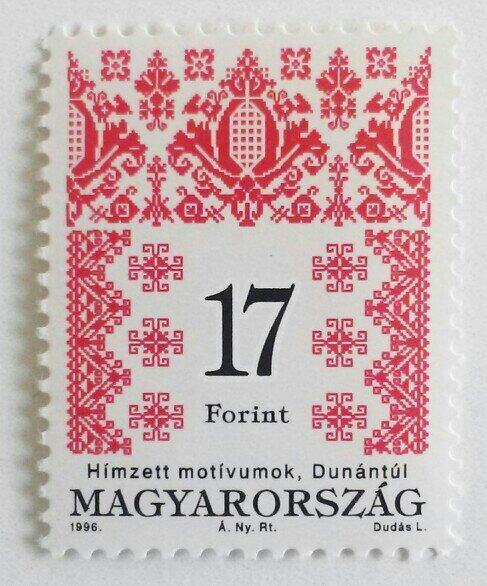 17
Forint
Hímzett motívumok, Dunántúl
MAGYARORSZÁG
1996. Á. Ny. Rt. Dudás L.